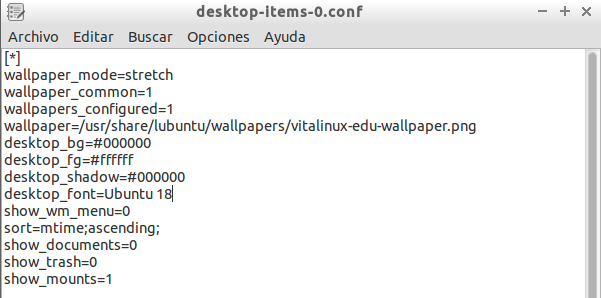 desktop-items-0.conf
Archivo Editar Buscar Opciones Ayuda
[*]
wallpaper_mode=stretch
wallpaper_common=1
wallpapers_configured=1
wallpaper=/usr/share/lubuntu/wallpapers/vitalinux-edu-wallpaper.png
desktop_bg=#000000
desktop_fg=#ffffff
desktop_shadow=#000000
desktop_font=Ubuntu 18
show_wm_menu=0
sort=mtime;ascending;
show_documents=0
show_trash=0
show_mounts=1